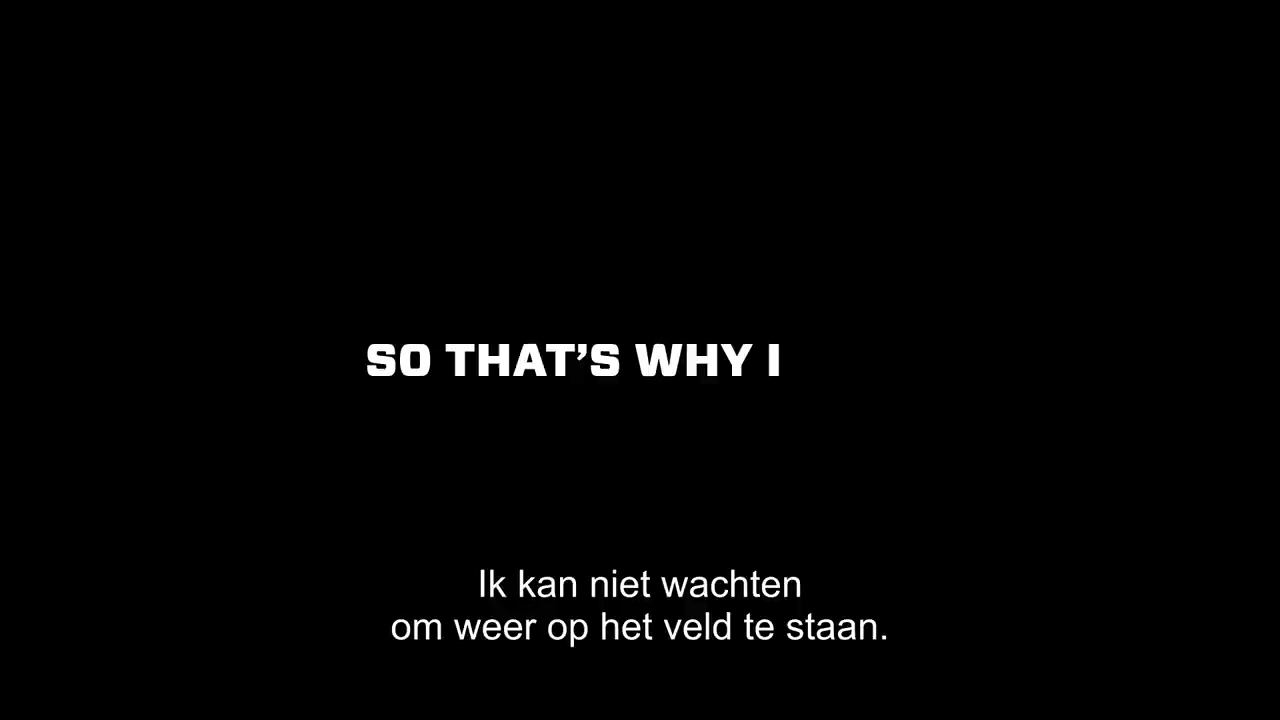 SO THAT’S WHY I
Ik kan niet wachten
om weer op het veld te staan.